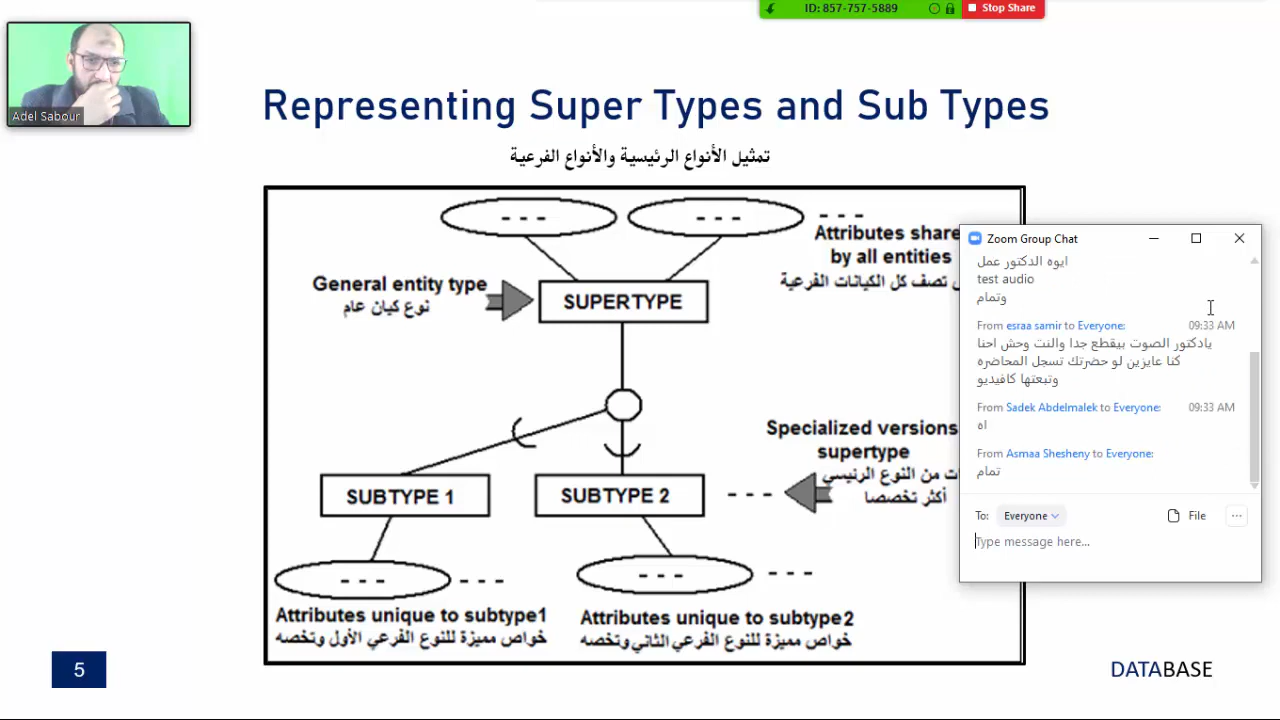 ID: 857-757-5889
Stop Share
Adel Sabour
Representing Super Types and Sub Types
تمثيل الأنواع الرئيسية والأنواع الفرعية
- - -
- - -
- - -
Attributes share
by all entities
تصف كل الكيانات الفرعية
General entity type
نوع كيان عام
SUPERTYPE
Specialized versions
supertype
من النوع الرئيسي
أكثر تخصصا
SUBTYPE 1
SUBTYPE 2
- - -
- - -
- - -
- - -
- - -
Attributes unique to subtype1
خواص مميزة للنوع الفرعي الأول وتخصه
Attributes unique to subtype2
خواص مميزة للنوع الفرعي الثاني وتخصه
Zoom Group Chat
ايوه الدكتور عمل
test audio
وتمام
From esraa samir to Everyone: 09:33 AM
يادكتور الصوت بيقطع جدا والنت وحش احنا
كنا عايزين لو حضرتك تسجل المحاضره
وتبعتها كافيديو
From Sadek Abdelmalek to Everyone: 09:33 AM
اه
From Asmaa Shesheny to Everyone:
تمام
To: Everyone File ...
Type message here...
5
DATABASE